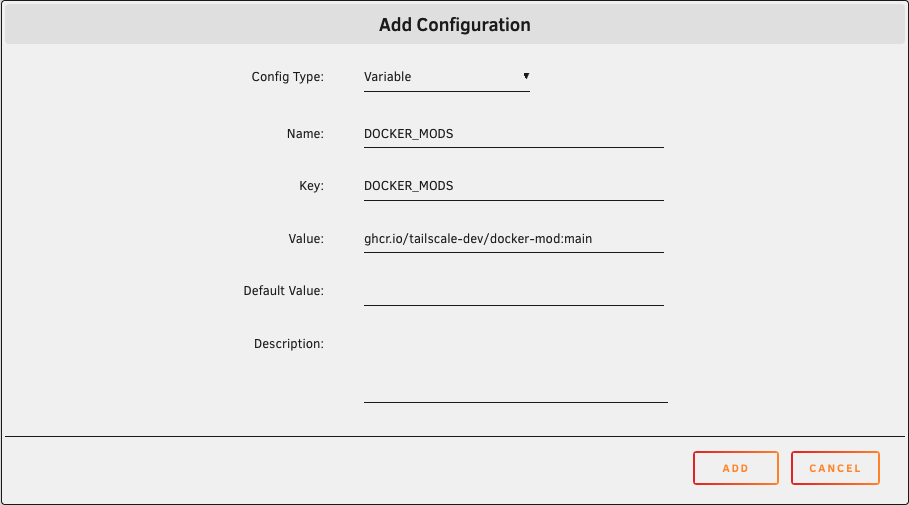 Add Configuration
Config Type: Variable
Name: DOCKER_MODS
Key: DOCKER_MODS
Value: ghcr.io/tailscale-dev/docker-mod:main
Default Value:
Description:
ADD CANCEL